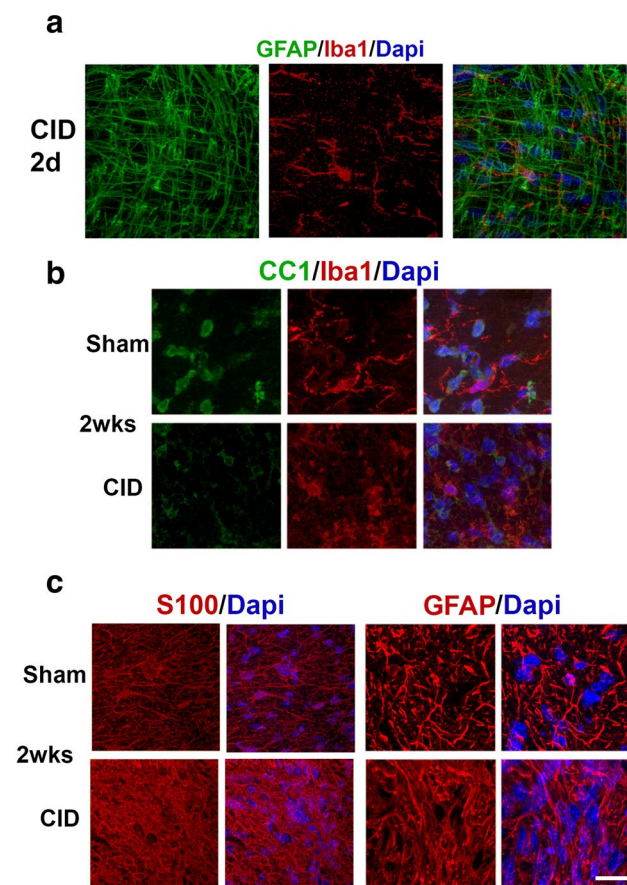 a
GFAP/Iba1/Dapi
CID
2d
b
CC1/Iba1/Dapi
Sham
2wks
CID
c
S100/Dapi
GFAP/Dapi
Sham
2wks
CID